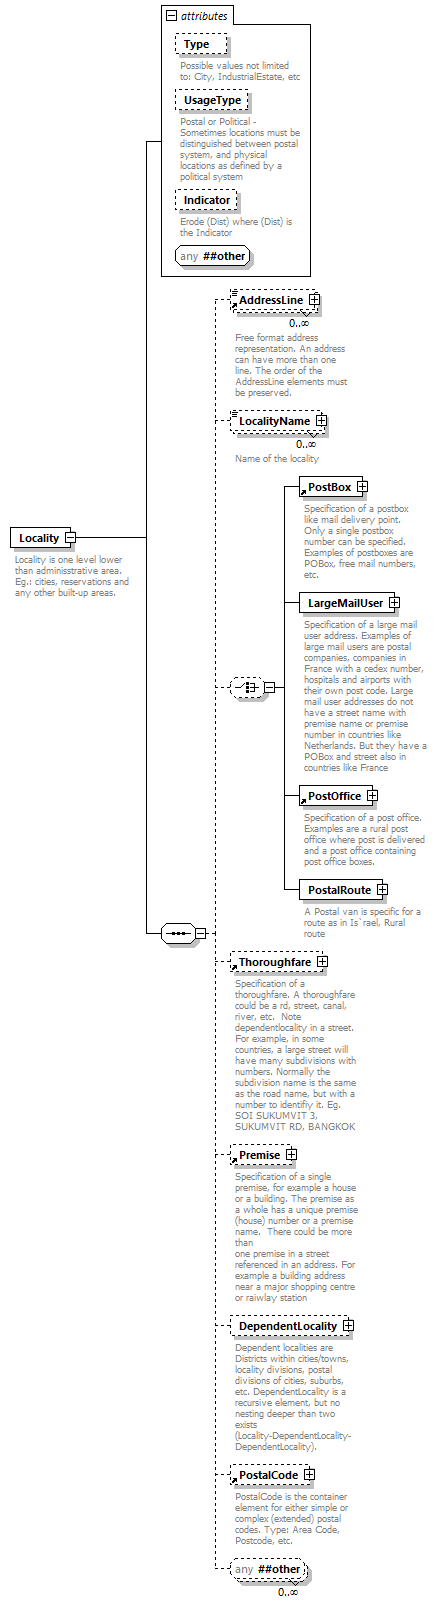 attributes
Type
Possible values not limited
to: City, IndustrialEstate, etc
UsageType
Postal or Political -
Sometimes locations must be
distinguished between postal
system, and physical
locations as defined by a
political system
Indicator
Erode (Dist) where (Dist) is
the Indicator
any ##other
AddressLine
0..∞
Free format address
representation. An address
can have more than one
line. The order of the
AddressLine elements must
be preserved.
LocalityName
0..∞
Name of the locality
PostBox
Specification of a postbox
like mail delivery point.
Only a single postbox
number can be specified.
Examples of postboxes are
POBox, free mail numbers,
etc.
Locality
Locality is one level lower
than adminisstrative area.
Eg.: cities, reservations and
any other built-up areas.
LargeMailUser
Specification of a large mail
user address. Examples of
large mail users are postal
companies, companies in
France with a cedex number,
hospitals and airports with
their own post code. Large
mail user addresses do not
have a street name with
premise name or premise
number in countries like
Netherlands. But they have a
POBox and street also in
countries like France
PostOffice
Specification of a post office.
Examples are a rural post
office where post is delivered
and a post office containing
post office boxes.
PostalRoute
A Postal van is specific for a
route as in Is`rael, Rural
route
Thoroughfare
Specification of a
thoroughfare. A thoroughfare
could be a rd, street, canal,
river, etc.  Note
dependentlocality in a street.
For example, in some
countries, a large street will
have many subdivisions with
numbers. Normally the
subdivision name is the same
as the road name, but with a
number to identifiy it. Eg.
SOI SUKUMVIT 3,
SUKUMVIT RD, BANGKOK
Premise
Specification of a single
premise, for example a house
or a building. The premise as
a whole has a unique premise
(house) number or a premise
name.  There could be more
than
one premise in a street
referenced in an address. For
example a building address
near a major shopping centre
or raiwlay station
DependentLocality
Dependent localities are
Districts within cities/towns,
locality divisions, postal
divisions of cities, suburbs,
etc. DependentLocality is a
recursive element, but no
nesting deeper than two
exists
(Locality-DependentLocality-
DependentLocality).
PostalCode
PostalCode is the container
element for either simple or
complex (extended) postal
codes. Type: Area Code,
Postcode, etc.
any ##other
0..∞